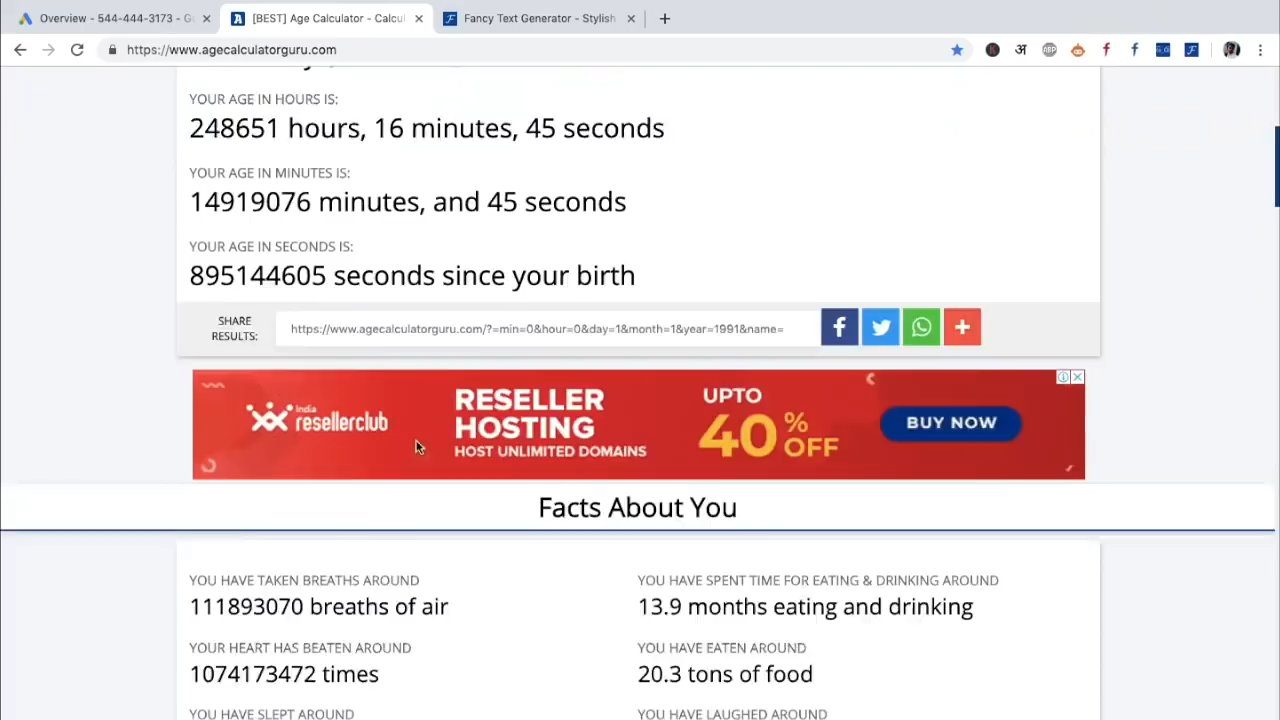 Overview - 544-444-3173 - G
[BEST] Age Calculator - Calcul
Fancy Text Generator - Stylish
https://www.agecalculatorguru.com
YOUR AGE IN HOURS IS:
248651 hours, 16 minutes, 45 seconds
YOUR AGE IN MINUTES IS:
14919076 minutes, and 45 seconds
YOUR AGE IN SECONDS IS:
895144605 seconds since your birth
SHARE
RESULTS:
https://www.agecalculatorguru.com/?=min=0&hour=0&day=1&month=1&year=1991&name=
India
resellerclub
RESELLER
HOSTING
HOST UNLIMITED DOMAINS
UPTO
40% OFF
BUY NOW
Facts About You
YOU HAVE TAKEN BREATHS AROUND
111893070 breaths of air
YOU HAVE SPENT TIME FOR EATING & DRINKING AROUND
13.9 months eating and drinking
YOUR HEART HAS BEATEN AROUND
1074173472 times
YOU HAVE EATEN AROUND
20.3 tons of food
YOU HAVE SLEPT AROUND
YOU HAVE LAUGHED AROUND